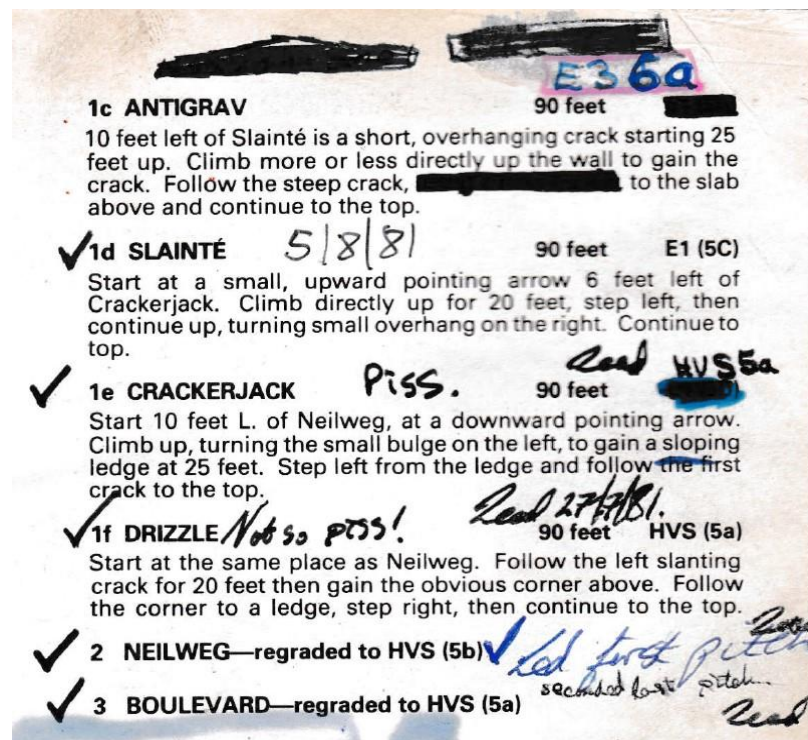 E3 6a
1c ANTIGRAV 90 feet
10 feet left of Slainté is a short, overhanging crack starting 25
feet up. Climb more or less directly up the wall to gain the
crack. Follow the steep crack, to the slab
above and continue to the top.
1d SLAINTÉ 5/8/81 90 feet E1 (5C)
Start at a small, upward pointing arrow 6 feet left of
Crackerjack. Climb directly up for 20 feet, step left, then
continue up, turning small overhang on the right. Continue to
top.
Lead HVS 5a
1e CRACKERJACK Piss. 90 feet
Start 10 feet L. of Neilweg, at a downward pointing arrow.
Climb up, turning the small bulge on the left, to gain a sloping
ledge at 25 feet. Step left from the ledge and follow the first
crack to the top.
Lead 27/7/81.
1f DRIZZLE Not so piss! 90 feet HVS (5a)
Start at the same place as Neilweg. Follow the left slanting
crack for 20 feet then gain the obvious corner above. Follow
the corner to a ledge, step right, then continue to the top.
2 NEILWEG—regraded to HVS (5b) Led first pitch
seconded last pitch.
3 BOULEVARD—regraded to HVS (5a) Lead